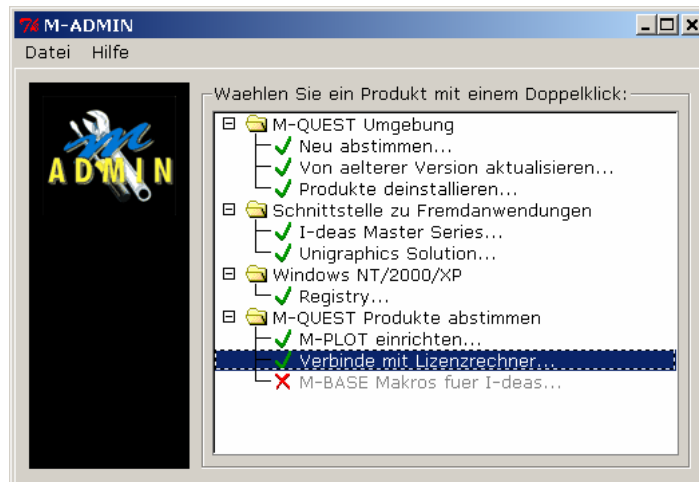 M-ADMIN
Datei Hilfe
m
ADMIN
Waehlen Sie ein Produkt mit einem Doppelklick:
M-QUEST Umgebung
Neu abstimmen...
Von aelterer Version aktualisieren...
Produkte deinstallieren...
Schnittstelle zu Fremdanwendungen
I-deas Master Series...
Unigraphics Solution...
Windows NT/2000/XP
Registry...
M-QUEST Produkte abstimmen
M-PLOT einrichten...
Verbinde mit Lizenzrechner...
M-BASE Makros fuer I-deas...